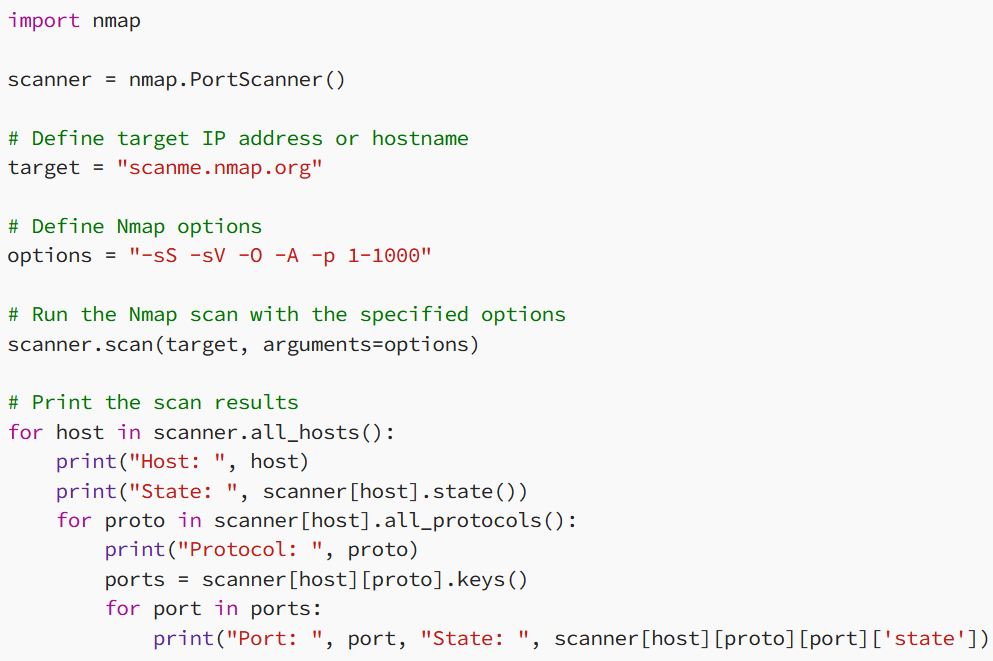 import nmap

scanner = nmap.PortScanner()

# Define target IP address or hostname
target = "scanme.nmap.org"

# Define Nmap options
options = "-sS -sV -O -A -p 1-1000"

# Run the Nmap scan with the specified options
scanner.scan(target, arguments=options)

# Print the scan results
for host in scanner.all_hosts():
    print("Host: ", host)
    print("State: ", scanner[host].state())
    for proto in scanner[host].all_protocols():
        print("Protocol: ", proto)
        ports = scanner[host][proto].keys()
        for port in ports:
            print("Port: ", port, "State: ", scanner[host][proto][port]['state'])